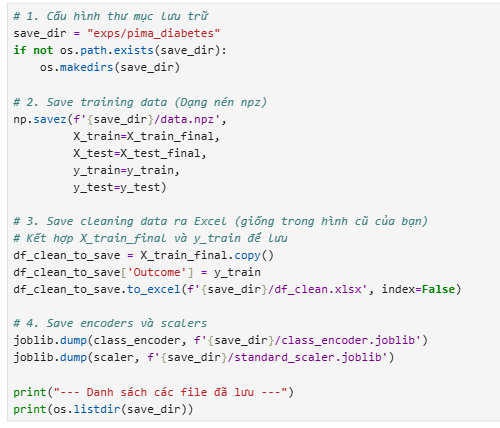 # 1. Cấu hình thư mục lưu trữ
save_dir = "exps/pima_diabetes"
if not os.path.exists(save_dir):
    os.makedirs(save_dir)

# 2. Save training data (Dạng nén npz)
np.savez(f'{save_dir}/data.npz',
         X_train=X_train_final,
         X_test=X_test_final,
         y_train=y_train,
         y_test=y_test)

# 3. Save cleaning data ra Excel (giống trong hình cũ của bạn)
# Kết hợp X_train_final và y_train để lưu
df_clean_to_save = X_train_final.copy()
df_clean_to_save['Outcome'] = y_train
df_clean_to_save.to_excel(f'{save_dir}/df_clean.xlsx', index=False)

# 4. Save encoders và scalers
joblib.dump(class_encoder, f'{save_dir}/class_encoder.joblib')
joblib.dump(scaler, f'{save_dir}/standard_scaler.joblib')

print("--- Danh sách các file đã lưu ---")
print(os.listdir(save_dir))